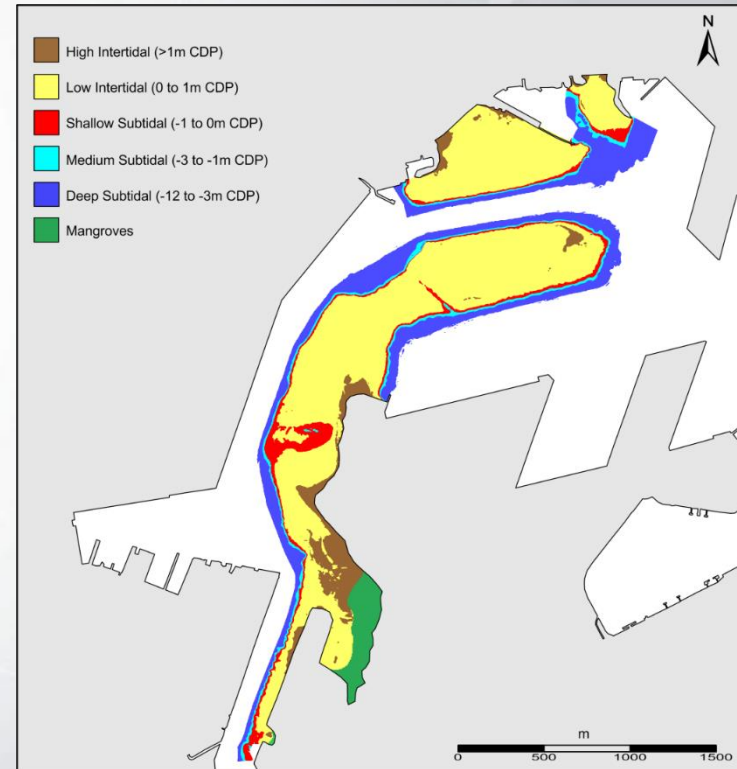 N
High Intertidal (>1m CDP)
Low Intertidal (0 to 1m CDP)
Shallow Subtidal (-1 to 0m CDP)
Medium Subtidal (-3 to -1m CDP)
Deep Subtidal (-12 to -3m CDP)
Mangroves
m
0 500 1000 1500